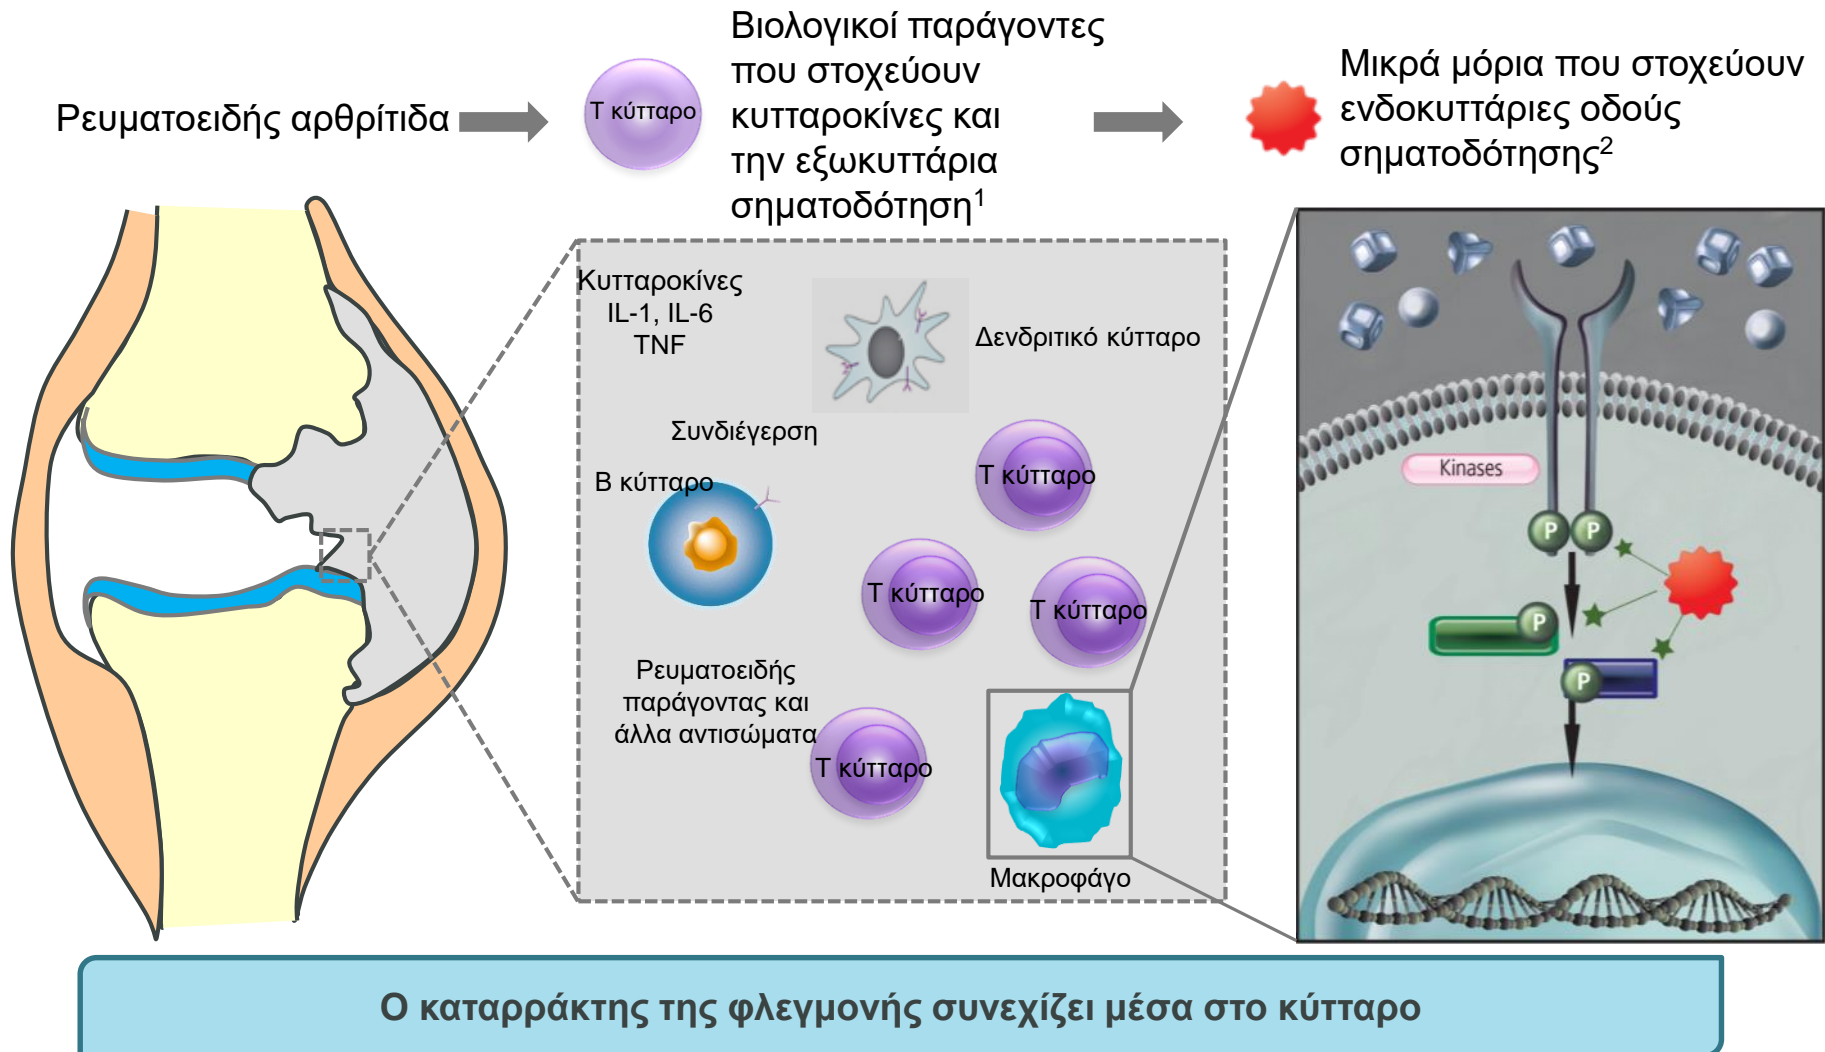 Ρευματοειδής αρθρίτιδα
Τ κύτταρο
Βιολογικοί παράγοντες
που στοχεύουν
κυτταροκίνες και
την εξωκυττάρια
σηματοδότηση1
Μικρά μόρια που στοχεύουν
ενδοκυττάριες οδούς
σηματοδότησης2
Κυτταροκίνες
IL-1, IL-6
TNF
Δενδριτικό κύτταρο
Συνδιέγερση
Β κύτταρο
Τ κύτταρο
Τ κύτταρο
Τ κύτταρο
Ρευματοειδής
παράγοντας και
άλλα αντισώματα
Τ κύτταρο
Μακροφάγο
Kinases
P
P
P
P
Ο καταρράκτης της φλεγμονής συνεχίζει μέσα στο κύτταρο